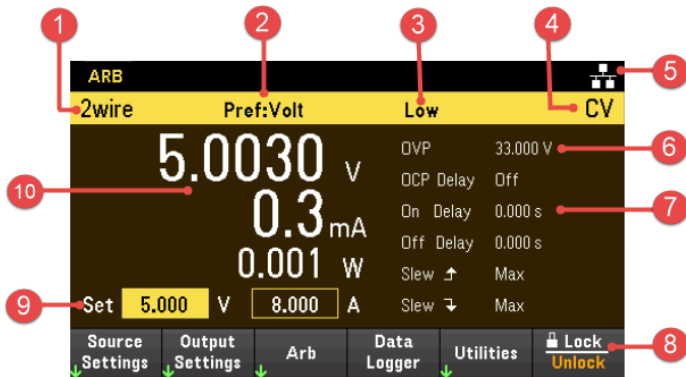 1 2 3 4
ARB 5
2wire Pref:Volt Low CV
5.0030 V
OVP 33.000 V 6
OCP Delay Off
10
0.3 mA
On Delay 0.000 s 7
Off Delay 0.000 s
0.001 W
Slew Max
9 Set 5.000 V 8.000 A
Slew Max
Source Settings Output Settings Arb Data Logger Utilities Lock Unlock 8